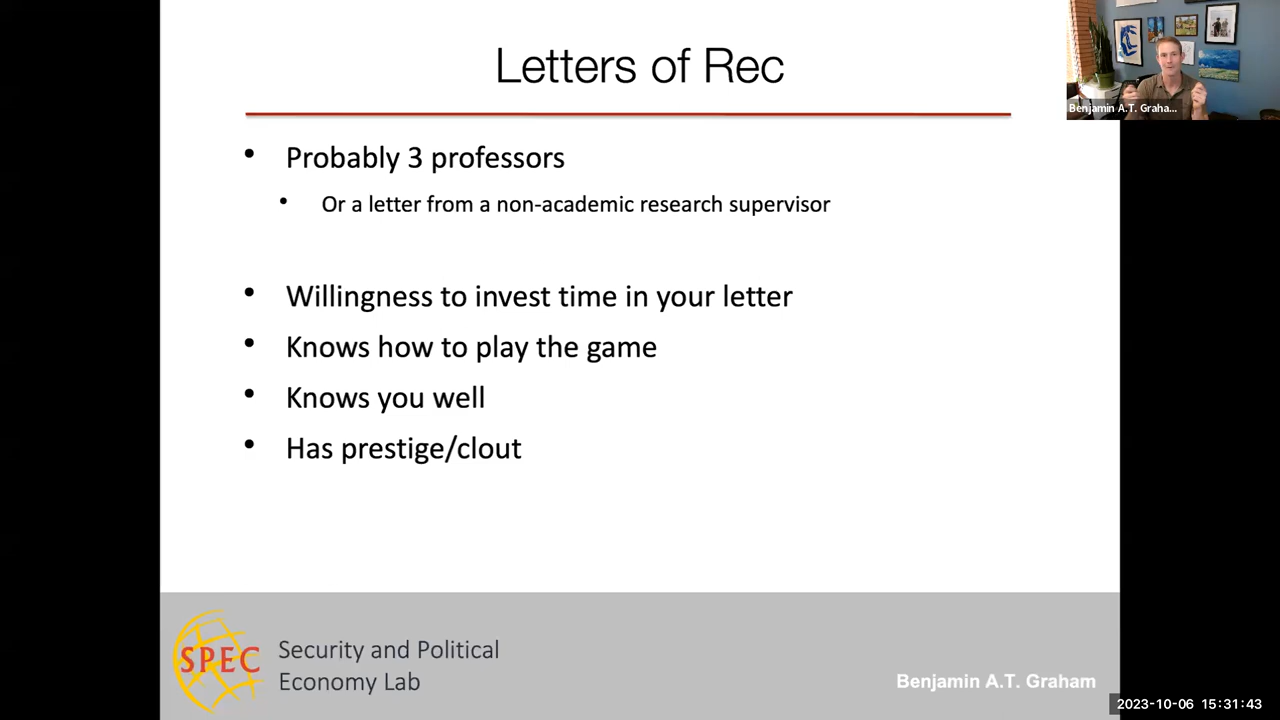 Letters of Rec
Benjamin A.T. Graha...
• Probably 3 professors
• Or a letter from a non-academic research supervisor
• Willingness to invest time in your letter
• Knows how to play the game
• Knows you well
• Has prestige/clout
SPEC
Security and Political
Economy Lab
Benjamin A.T. Graham
2023-10-06 15:31:43